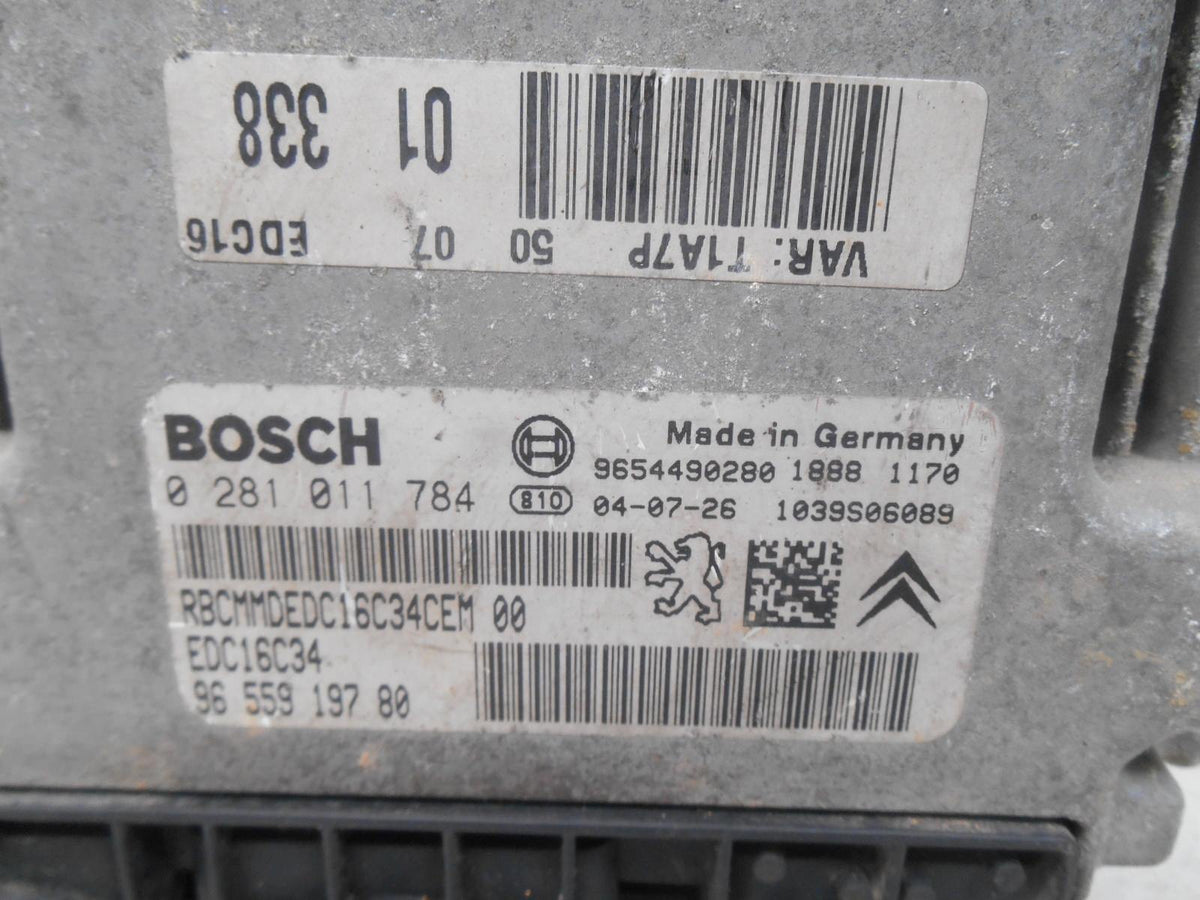 VAR: T1A7P 50 07 EDC16
01 338
BOSCH
Made in Germany
9654490280 1888 1170
0 281 011 784
810
04-07-26 1039S06089
RBCMMDEDC16C34CEM 00
EDC16C34
96 559 197 80